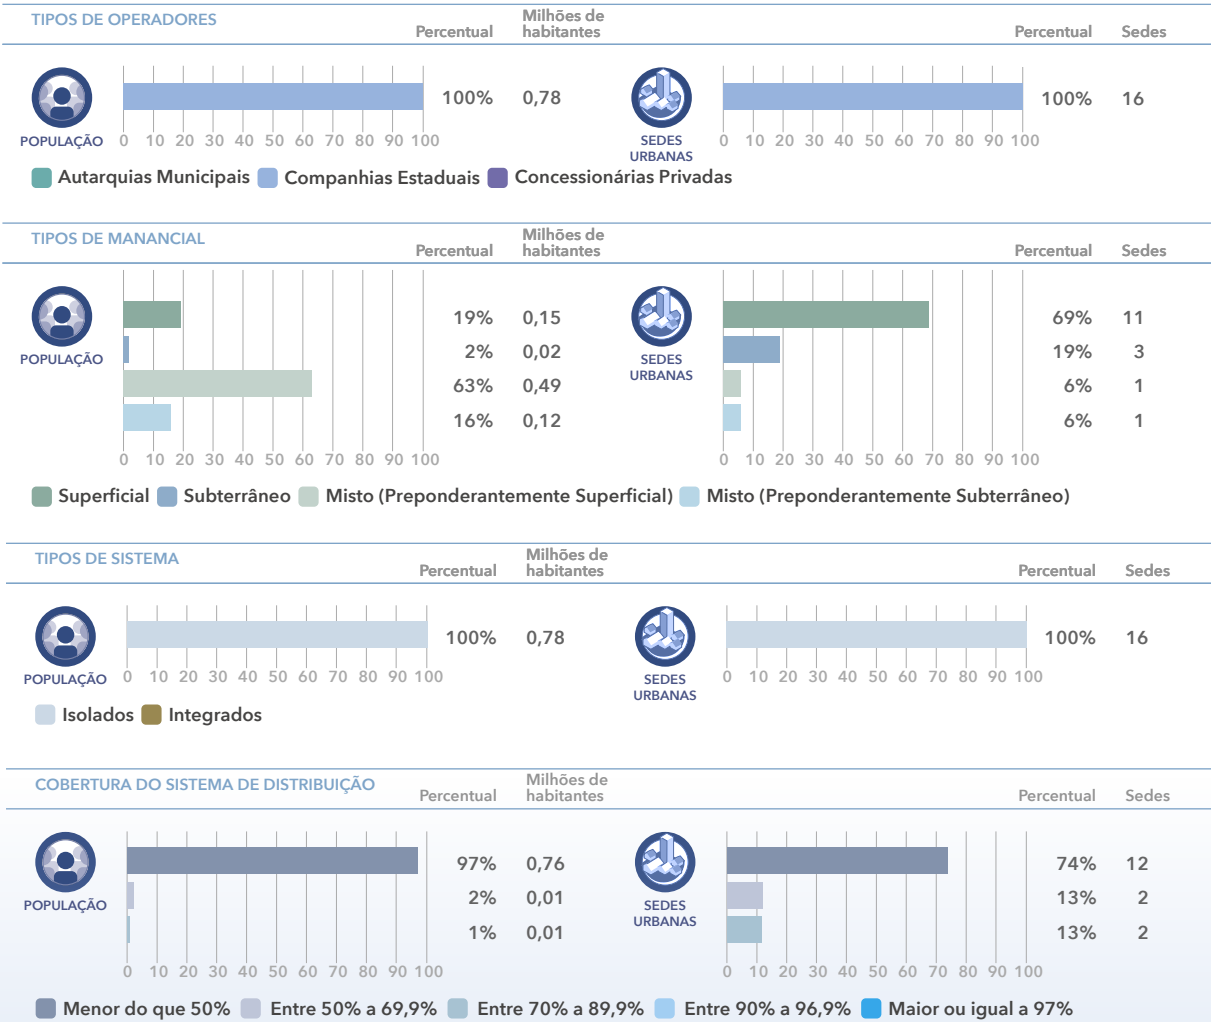 TIPOS DE OPERADORES
Percentual
Milhões de
habitantes
Percentual
Sedes
POPULAÇÃO
0 10 20 30 40 50 60 70 80 90 100
100% 0,78
SEDES
URBANAS
0 10 20 30 40 50 60 70 80 90 100
100% 16
Autarquias Municipais Companhias Estaduais Concessionárias Privadas
TIPOS DE MANANCIAL
Percentual
Milhões de
habitantes
Percentual
Sedes
POPULAÇÃO
19% 0,15
2% 0,02
63% 0,49
16% 0,12
0 10 20 30 40 50 60 70 80 90 100
SEDES
URBANAS
69% 11
19% 3
6% 1
6% 1
0 10 20 30 40 50 60 70 80 90 100
Superficial Subterrâneo Misto (Preponderantemente Superficial) Misto (Preponderantemente Subterrâneo)
TIPOS DE SISTEMA
Percentual
Milhões de
habitantes
Percentual
Sedes
POPULAÇÃO
0 10 20 30 40 50 60 70 80 90 100
100% 0,78
SEDES
URBANAS
0 10 20 30 40 50 60 70 80 90 100
100% 16
Isolados Integrados
COBERTURA DO SISTEMA DE DISTRIBUIÇÃO
Percentual
Milhões de
habitantes
Percentual
Sedes
POPULAÇÃO
97% 0,76
2% 0,01
1% 0,01
0 10 20 30 40 50 60 70 80 90 100
SEDES
URBANAS
74% 12
13% 2
13% 2
0 10 20 30 40 50 60 70 80 90 100
Menor do que 50% Entre 50% a 69,9% Entre 70% a 89,9% Entre 90% a 96,9% Maior ou igual a 97%